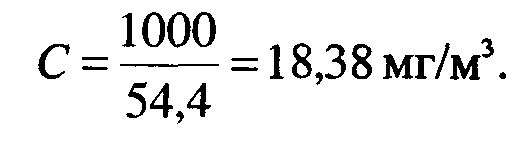 C = 1000/54,4 = 18,38 мг/м³.